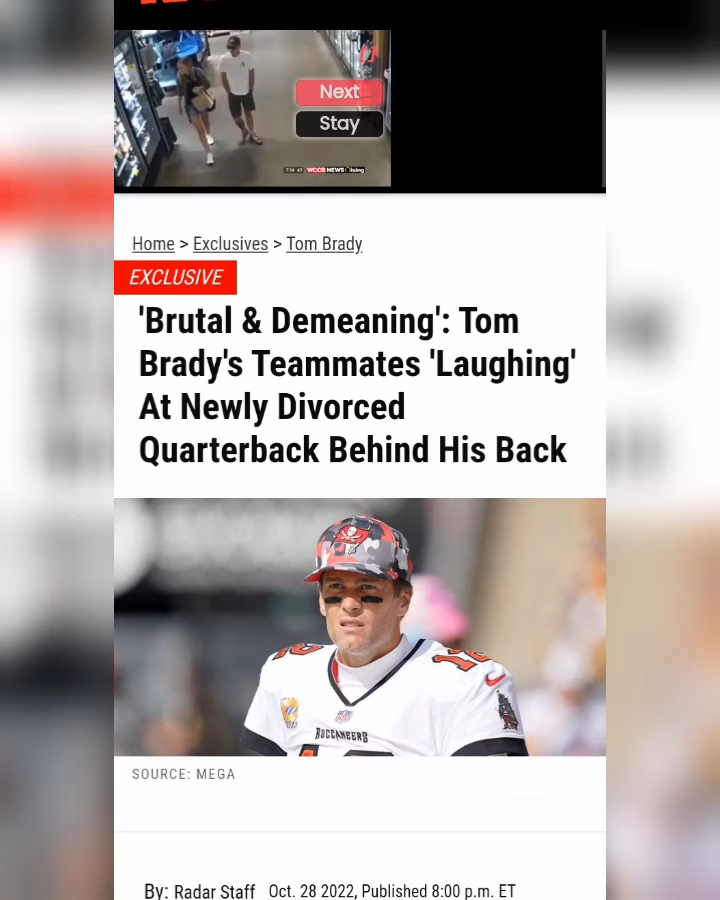 Next
Stay
WCCB NEWS Rising
Home > Exclusives > Tom Brady
EXCLUSIVE
'Brutal & Demeaning': Tom
Brady's Teammates 'Laughing'
At Newly Divorced
Quarterback Behind His Back
BUCCANEERS
SOURCE: MEGA
By: Radar Staff Oct. 28 2022, Published 8:00 p.m. ET